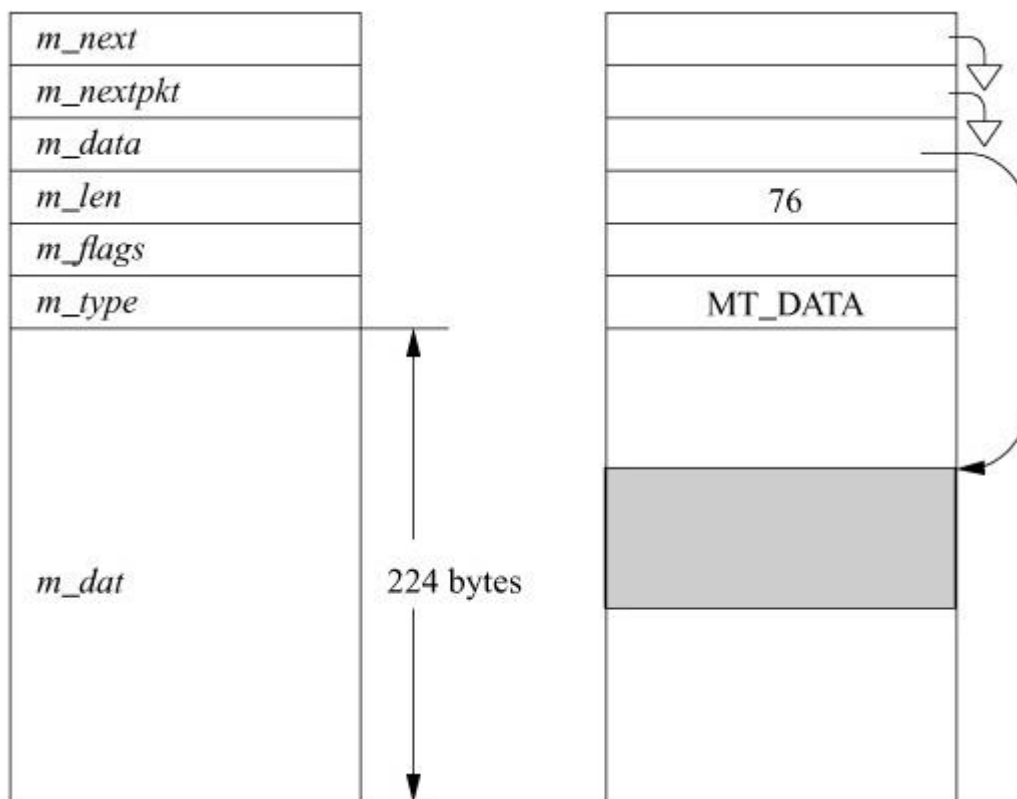 m_next
m_nextpkt
m_data
m_len
76
m_flags
m_type
MT_DATA
m_dat
224 bytes